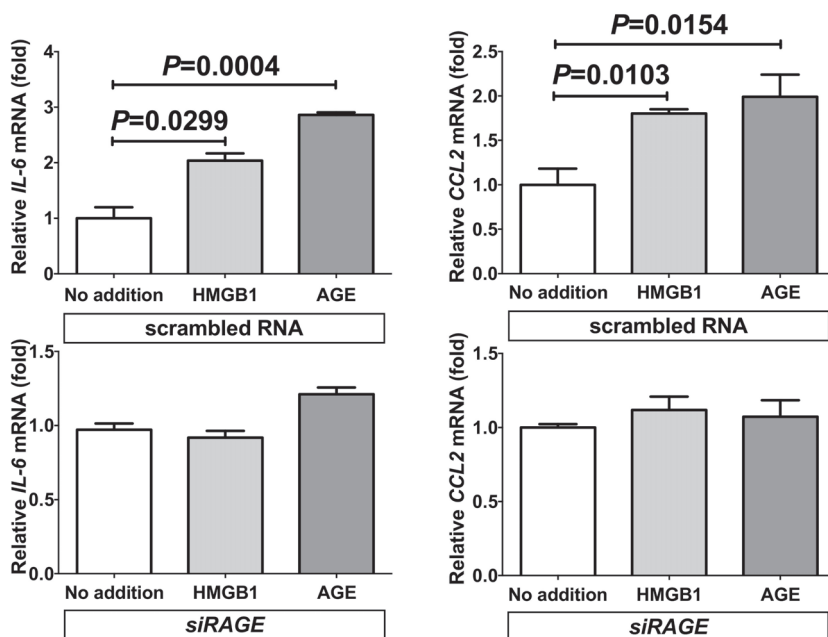 Relative IL-6 mRNA (fold)
4
3
2
1
0
P=0.0004
P=0.0299
No addition HMGB1 AGE
scrambled RNA
Relative CCL2 mRNA (fold)
2.5
2.0
1.5
1.0
0.5
0.0
P=0.0154
P=0.0103
No addition HMGB1 AGE
scrambled RNA
Relative IL-6 mRNA (fold)
1.5
1.0
0.5
0.0
No addition HMGB1 AGE
siRAGE
Relative CCL2 mRNA (fold)
1.5
1.0
0.5
0.0
No addition HMGB1 AGE
siRAGE